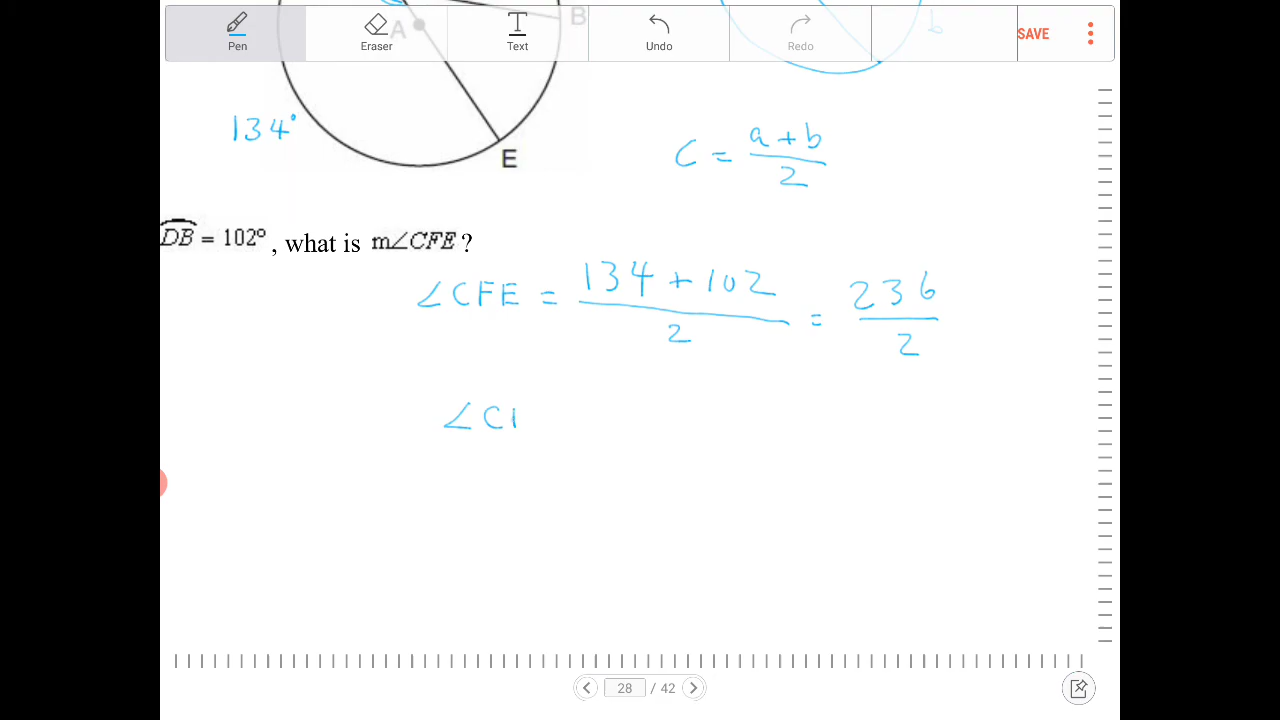 A B b
Pen Eraser Text Undo Redo SAVE
134°
E
C = a + b / 2
DB = 102°, what is m∠CFE?
∠CFE = 134 + 102 / 2 = 236 / 2
∠C
28 / 42